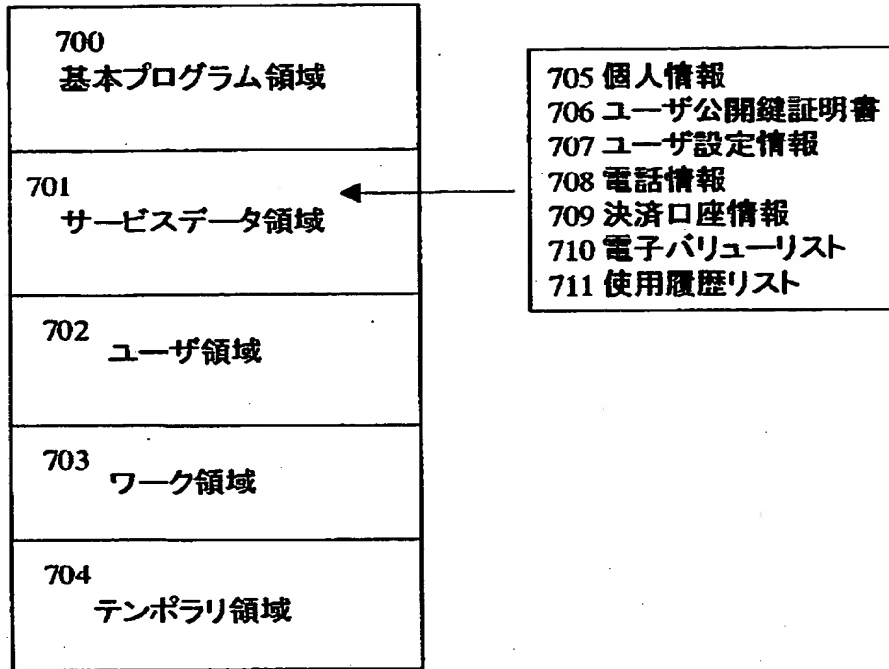 700
基本プログラム領域
701
サービスデータ領域
702
ユーザ領域
703
ワーク領域
704
テンポラリ領域
705 個人情報
706 ユーザ公開鍵証明書
707 ユーザ設定情報
708 電話情報
709 決済口座情報
710 電子バリューリスト
711 使用履歴リスト